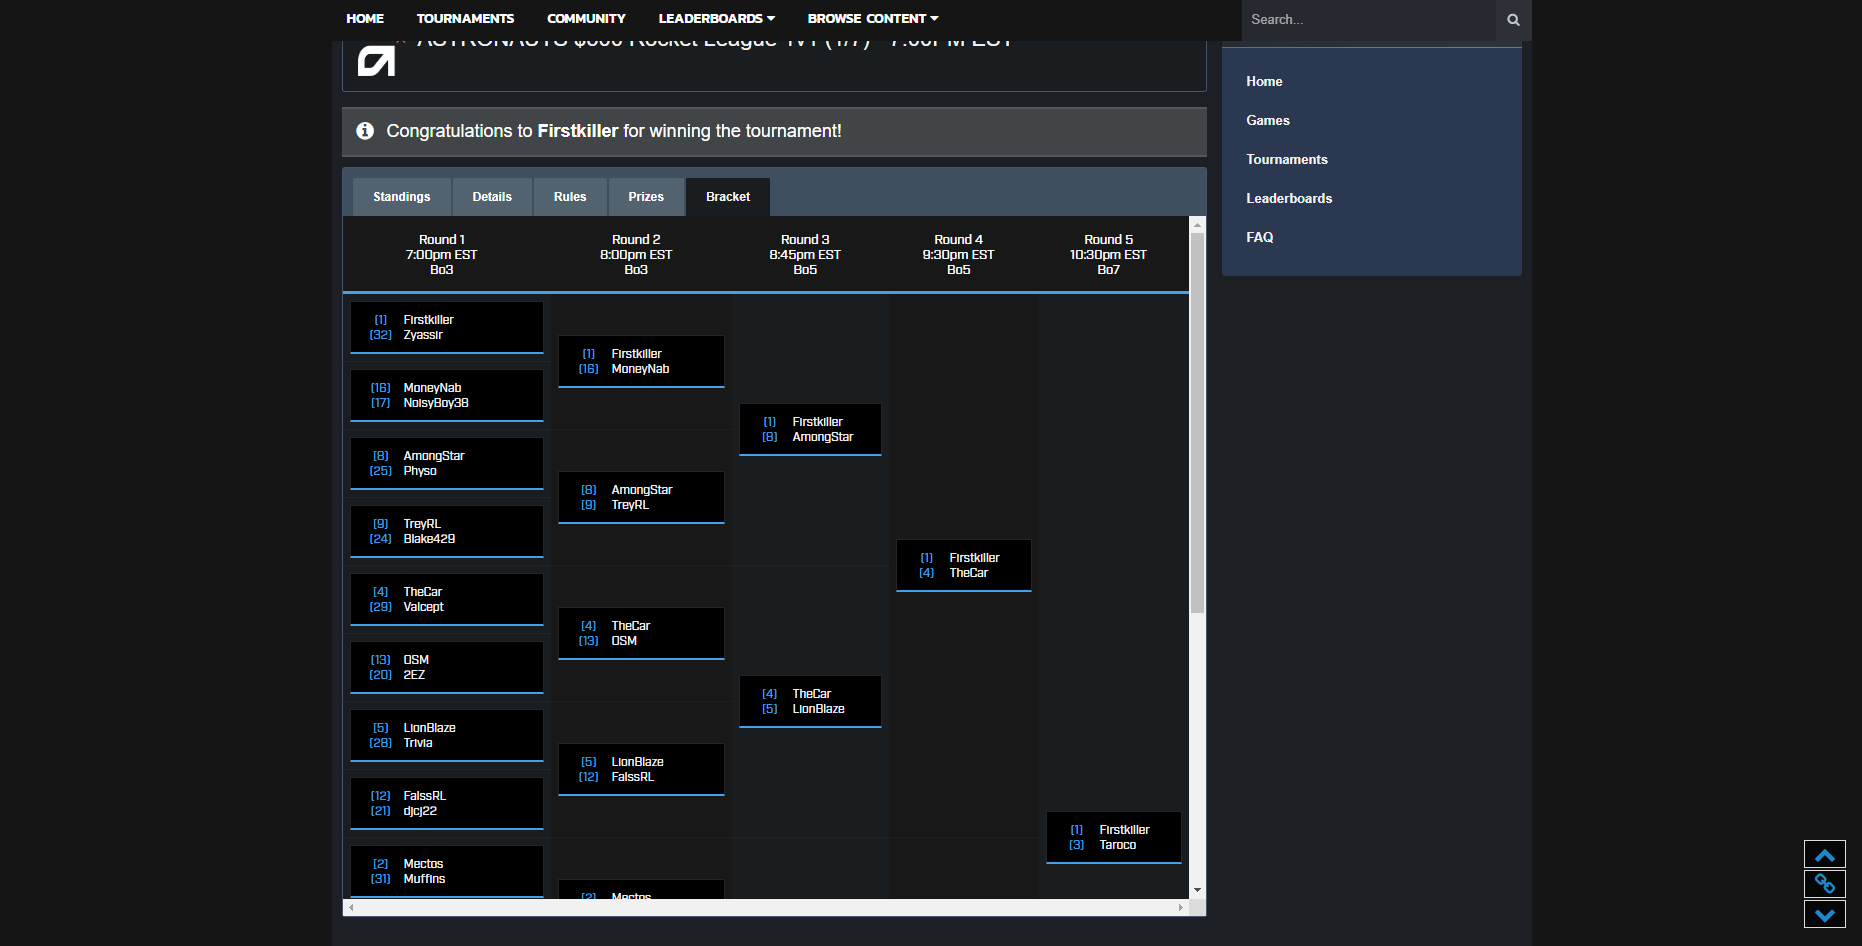 HOME TOURNAMENTS COMMUNITY LEADERBOARDS BROWSE CONTENT Search...
ASTRONAUTS $500 Rocket League 1v1 (1/7) - 7:00PM EST
Home
Games
Tournaments
Leaderboards
FAQ
Congratulations to Firstkiller for winning the tournament!
Standings Details Rules Prizes Bracket
Round 1
7:00pm EST
Bo3
Round 2
8:00pm EST
Bo3
Round 3
8:45pm EST
Bo5
Round 4
9:30pm EST
Bo5
Round 5
10:30pm EST
Bo7
(1) Firstkiller
(32) Zyassir
(16) MoneyNab
(17) NoisyBoy38
(8) AmongStar
(25) Physo
(9) TreyRL
(24) Blake429
(4) TheCar
(29) Valcept
(13) OSM
(20) 2EZ
(5) LionBlaze
(28) Trivia
(12) FalssRL
(21) djcj22
(2) Mectos
(31) Muffins
(1) Firstkiller
(16) MoneyNab
(8) AmongStar
(9) TreyRL
(4) TheCar
(13) OSM
(5) LionBlaze
(12) FalssRL
(2) Mectos
(1) Firstkiller
(8) AmongStar
(4) TheCar
(5) LionBlaze
(1) Firstkiller
(4) TheCar
(1) Firstkiller
(3) Taroco